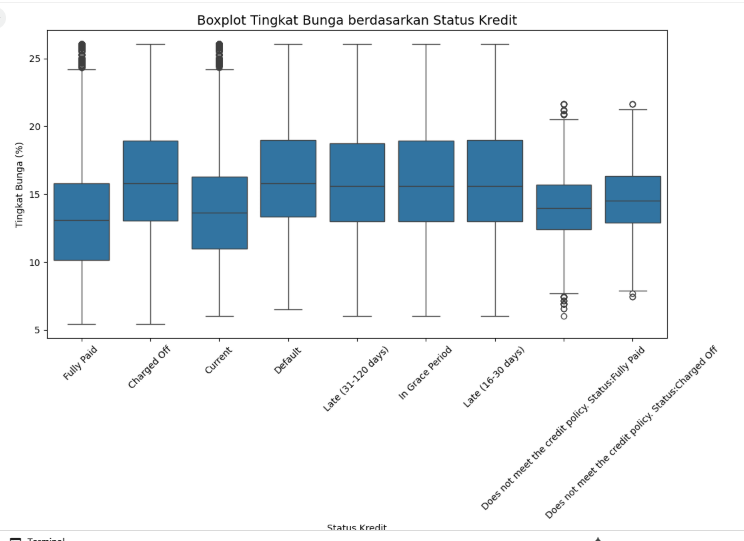 Boxplot Tingkat Bunga berdasarkan Status Kredit
Tingkat Bunga (%)
25
20
15
10
5
Fully Paid
Charged Off
Current
Default
Late (31-120 days)
In Grace Period
Late (16-30 days)
Does not meet the credit policy. Status:Fully Paid
Does not meet the credit policy. Status:Charged Off
Status Kredit
Terminal